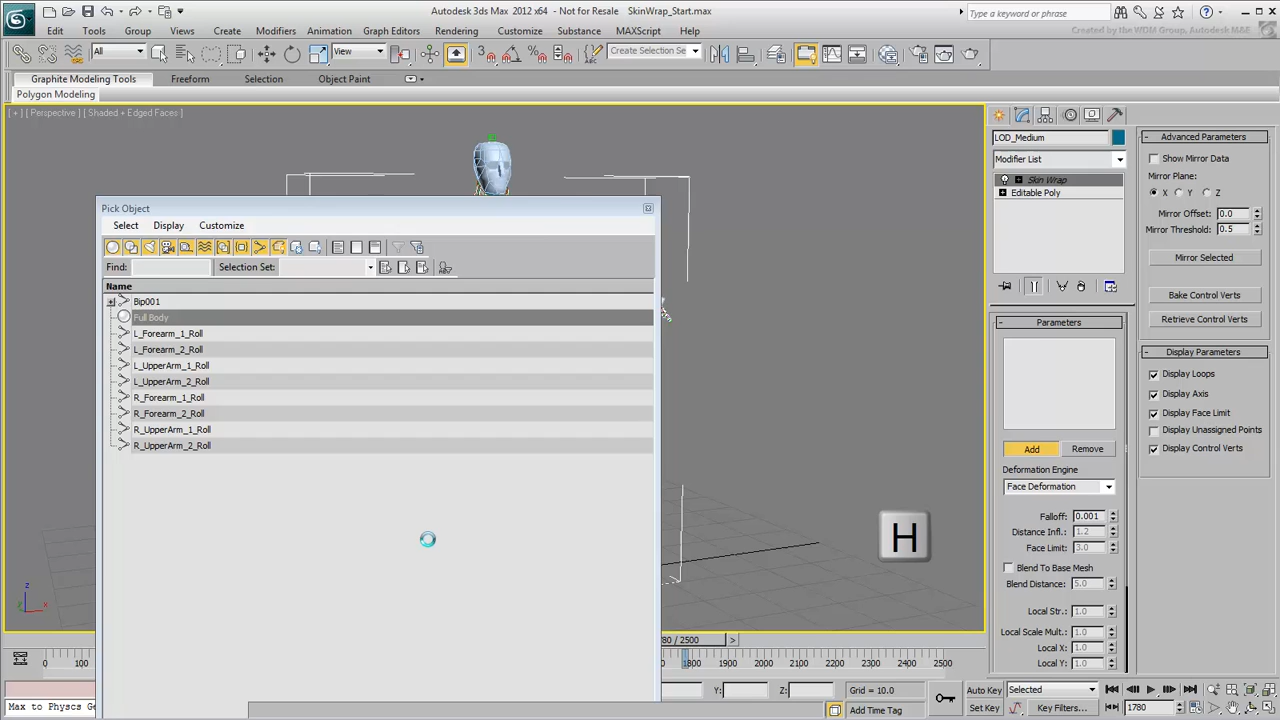 Autodesk 3ds Max 2012 x64 - Not for Resale SkinWrap_Start.max
Type a keyword or phrase
Created by the WDM Group, Autodesk M&E
Edit Tools Group Views Create Modifiers Animation Graph Editors Rendering Customize Substance MAXScript Help
All
View
Create Selection Se
Graphite Modeling Tools Freeform Selection Object Paint
Polygon Modeling
[ + ] [ Perspective ] [ Shaded + Edged Faces ]
Pick Object
Select Display Customize
Find: Selection Set:
Name
Bip001
Full Body
L_Forearm_1_Roll
L_Forearm_2_Roll
L_UpperArm_1_Roll
L_UpperArm_2_Roll
R_Forearm_1_Roll
R_Forearm_2_Roll
R_UpperArm_1_Roll
R_UpperArm_2_Roll
H
z
x
LOD_Medium
Modifier List
Skin Wrap
Editable Poly
Parameters
Add Remove
Deformation Engine
Face Deformation
Falloff: 0.001
Distance Infl.: 1.2
Face Limit: 3.0
Blend To Base Mesh
Blend Distance: 5.0
Local Str.: 1.0
Local Scale Mult.: 1.0
Local X: 1.0
Local Y: 1.0
Advanced Parameters
Show Mirror Data
Mirror Plane:
X Y Z
Mirror Offset: 0.0
Mirror Threshold: 0.5
Mirror Selected
Bake Control Verts
Retrieve Control Verts
Display Parameters
Display Loops
Display Axis
Display Face Limit
Display Unassigned Points
Display Control Verts
780 / 2500 >
0 100 1800 1900 2000 2100 2200 2300 2400 2500
Max to Physcs Ge
Y: Z: Grid = 10.0
Add Time Tag
Auto Key Selected
Set Key Key Filters... 1780